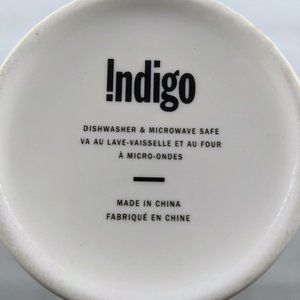 !ndigo
DISHWASHER & MICROWAVE SAFE
VA AU LAVE-VAISSELLE ET AU FOUR
À MICRO-ONDES
MADE IN CHINA
FABRIQUÉ EN CHINE